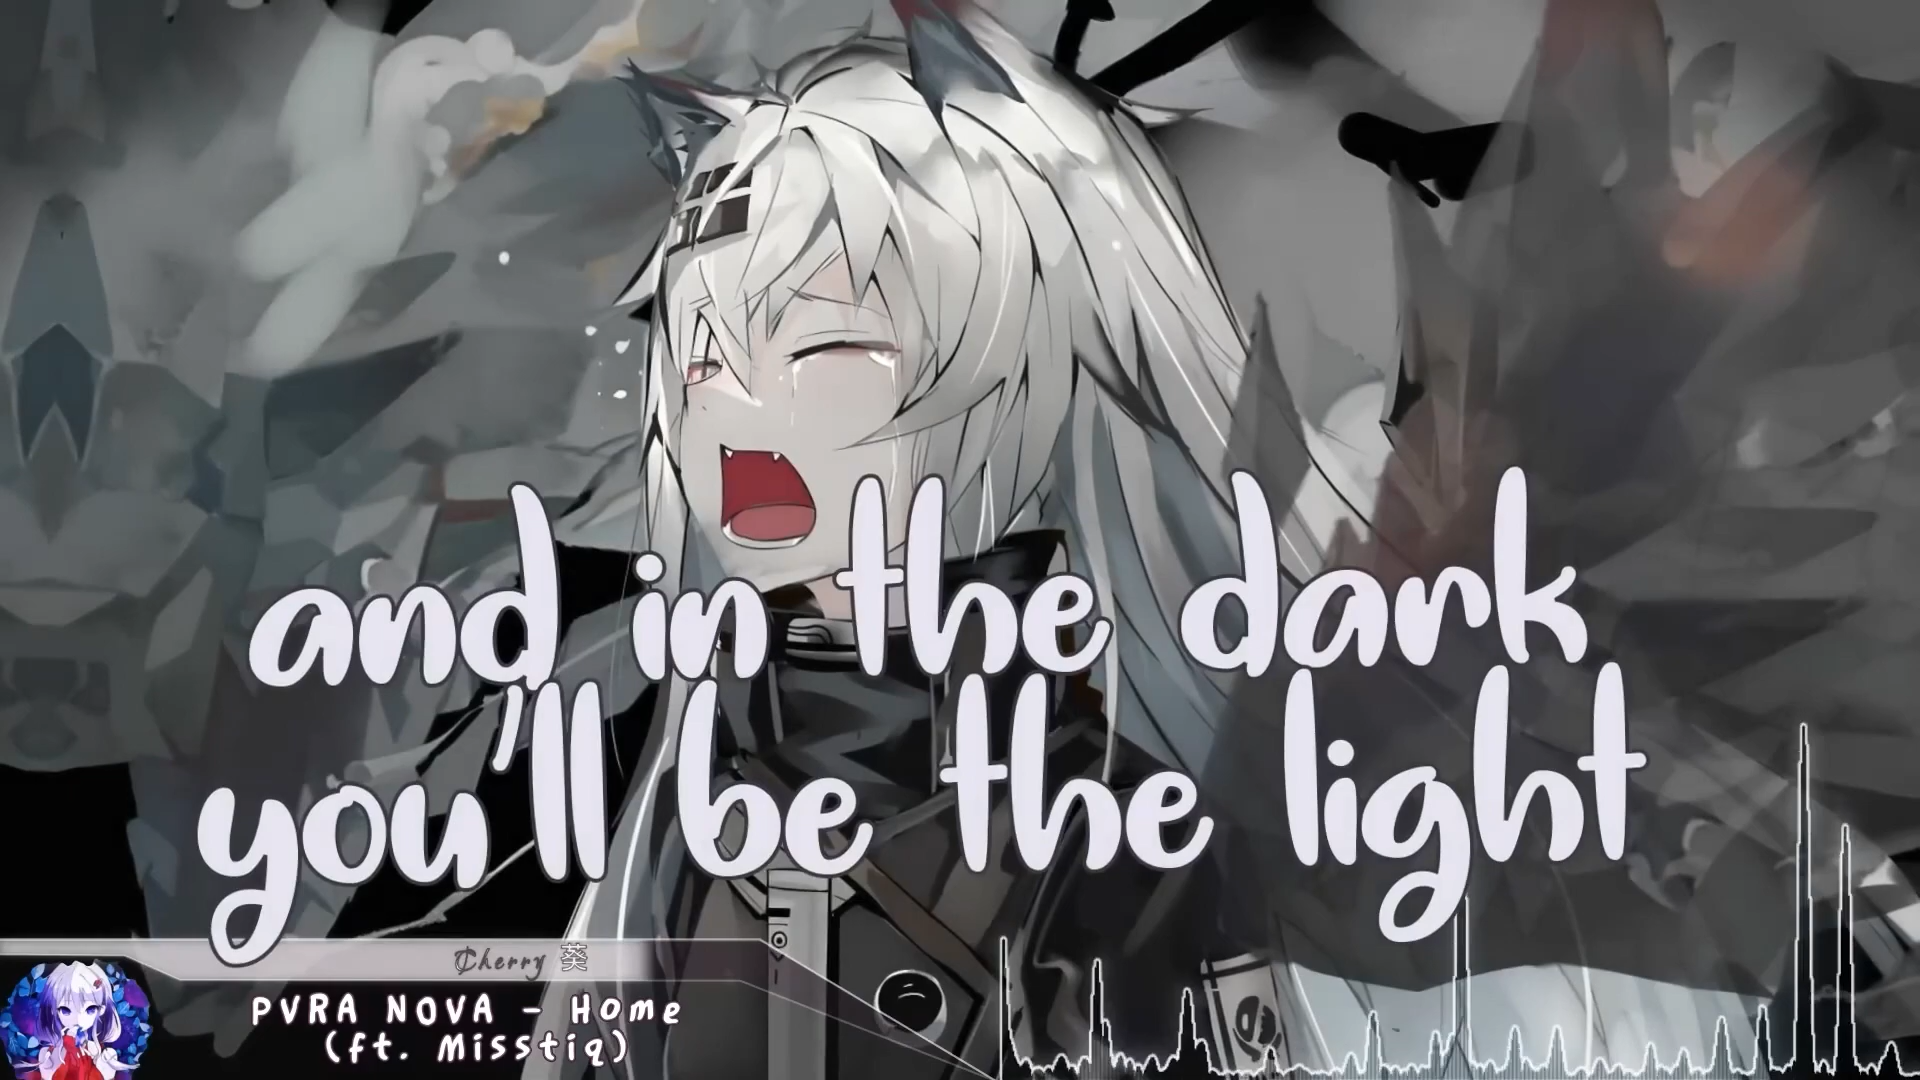 and in the dark
you'll be the light
Cherry 葵
PVRA NOVA - Home
(ft. Misstiq)